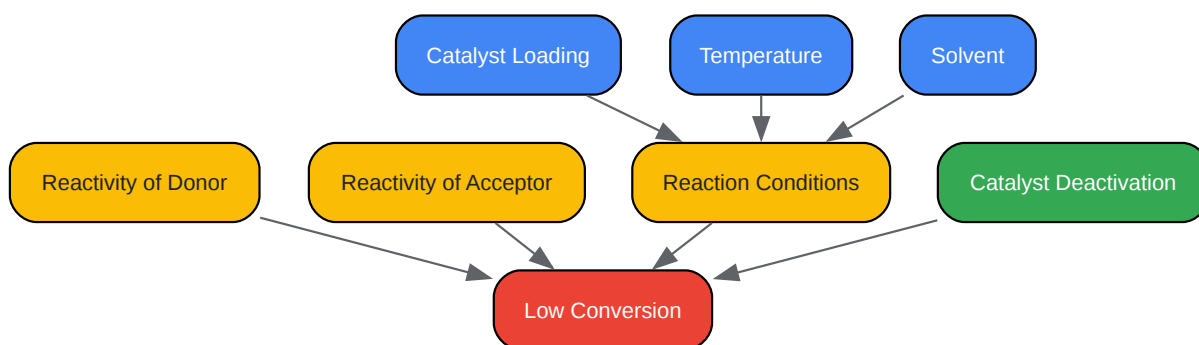 Catalyst Loading
Temperature
Solvent
Reactivity of Donor
Reactivity of Acceptor
Reaction Conditions
Catalyst Deactivation
Low Conversion